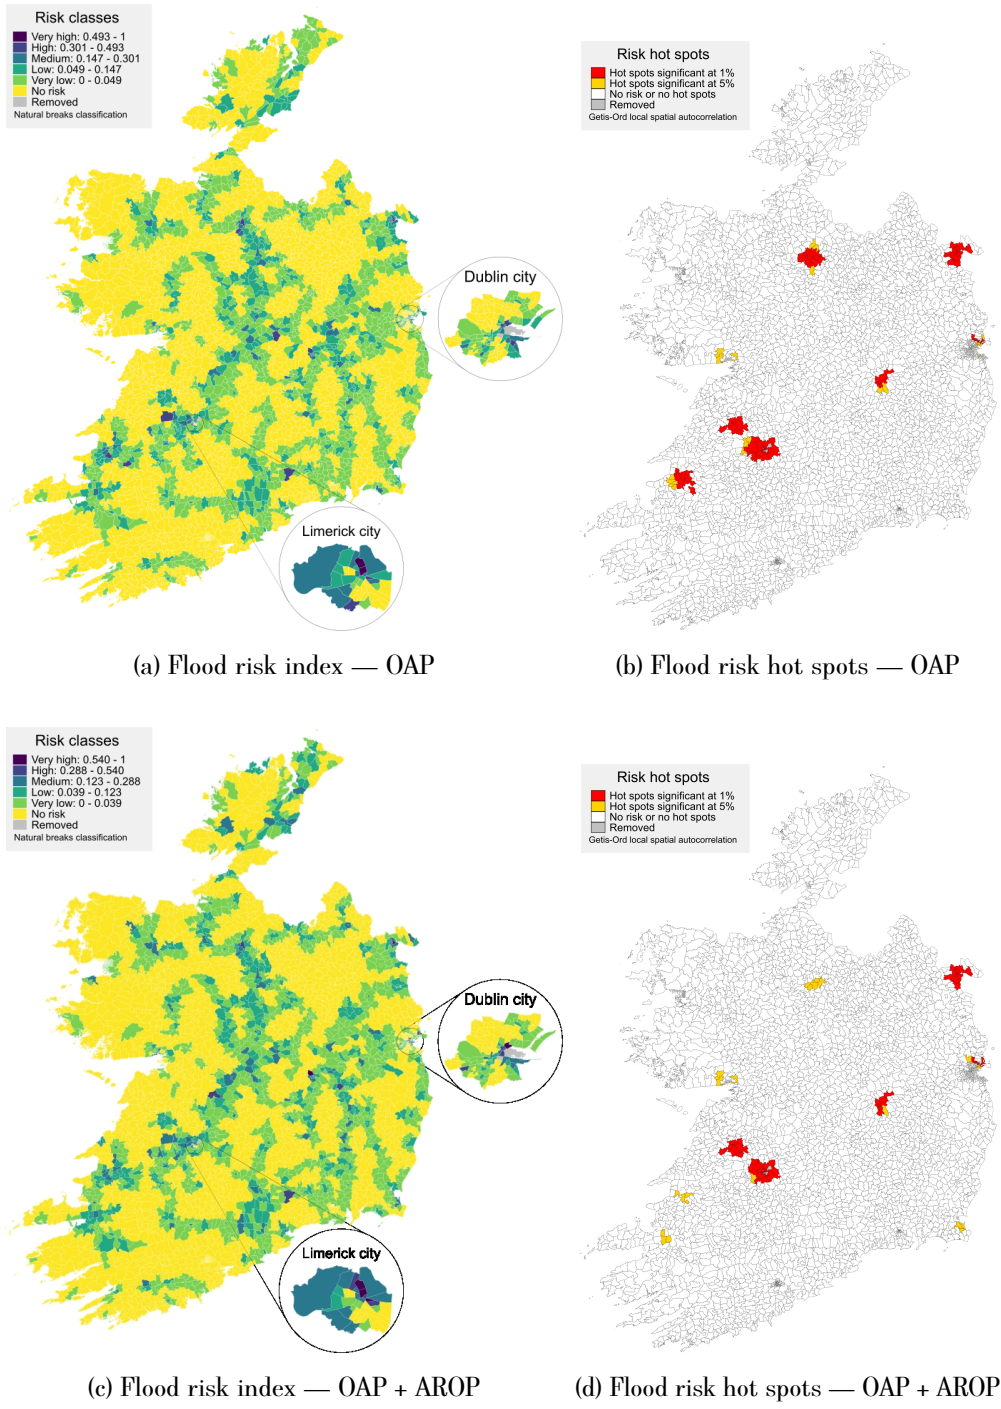 Risk classes
Very high: 0.493 - 1
High: 0.301 - 0.493
Medium: 0.147 - 0.301
Low: 0.049 - 0.147
Very low: 0 - 0.049
No risk
Removed
Natural breaks classification
Dublin city
Limerick city
(a) Flood risk index — OAP
Risk hot spots
Hot spots significant at 1%
Hot spots significant at 5%
No risk or no hot spots
Removed
Getis-Ord local spatial autocorrelation
(b) Flood risk hot spots — OAP
Risk classes
Very high: 0.540 - 1
High: 0.288 - 0.540
Medium: 0.123 - 0.288
Low: 0.039 - 0.123
Very low: 0 - 0.039
No risk
Removed
Natural breaks classification
Dublin city
Limerick city
(c) Flood risk index — OAP + AROP
Risk hot spots
Hot spots significant at 1%
Hot spots significant at 5%
No risk or no hot spots
Removed
Getis-Ord local spatial autocorrelation
(d) Flood risk hot spots — OAP + AROP